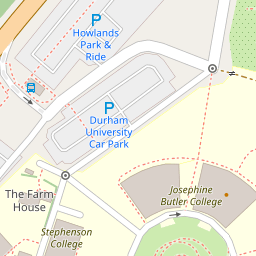 P
Howlands
Park &
Ride
P
Durham
University
Car Park
The Farm
House
Josephine
Butler College
Stephenson
College